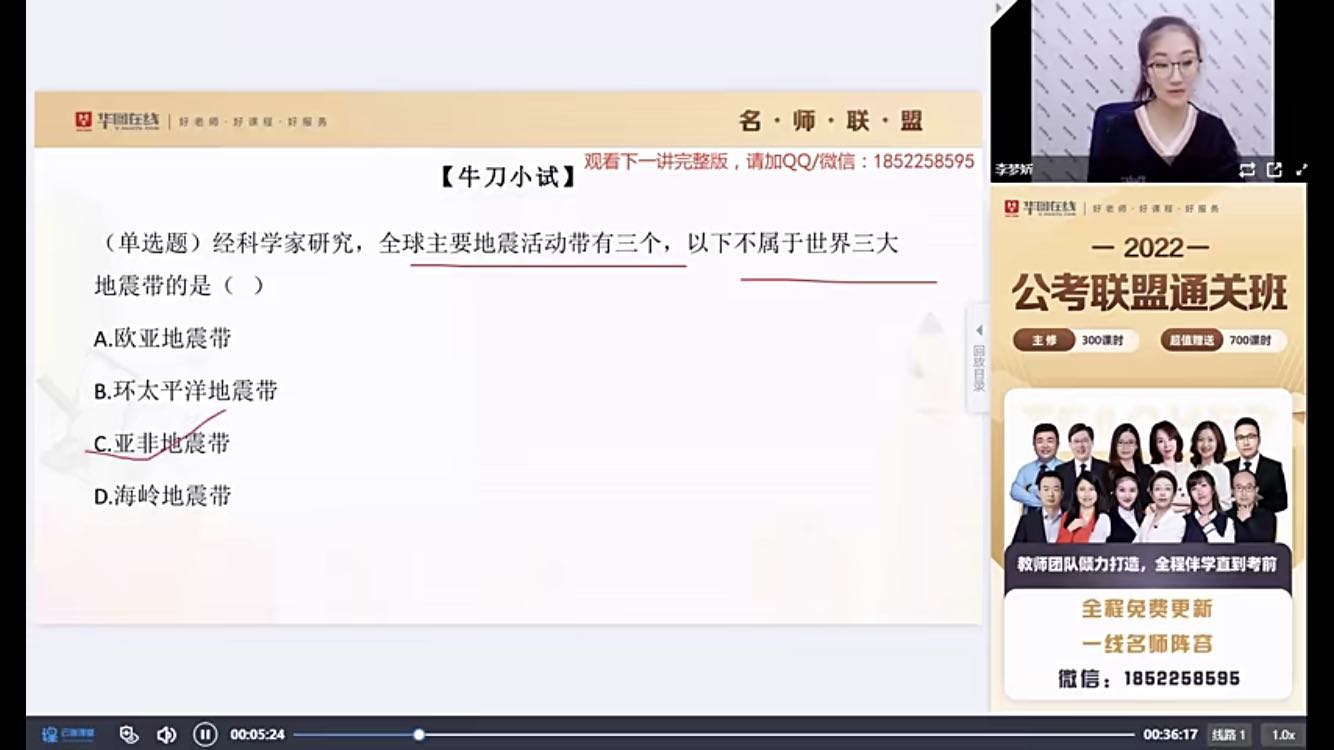 华图在线 | 好老师·好课程·好服务
名·师·联·盟
观看下一讲完整版，请加QQ/微信：1852258595
【牛刀小试】
（单选题）经科学家研究，全球主要地震活动带有三个，以下不属于世界三大
地震带的是（ ）
A.欧亚地震带
B.环太平洋地震带
C.亚非地震带
D.海岭地震带
李梦娇
回放目录
华图在线 | 好老师·好课程·好服务
2022
公考联盟通关班
主修 300课时 超值赠送 700课时
教师团队倾力打造，全程伴学直到考前
全程免费更新
一线名师阵容
微信：1852258595
00:05:24
00:36:17
线路 1
1.0x